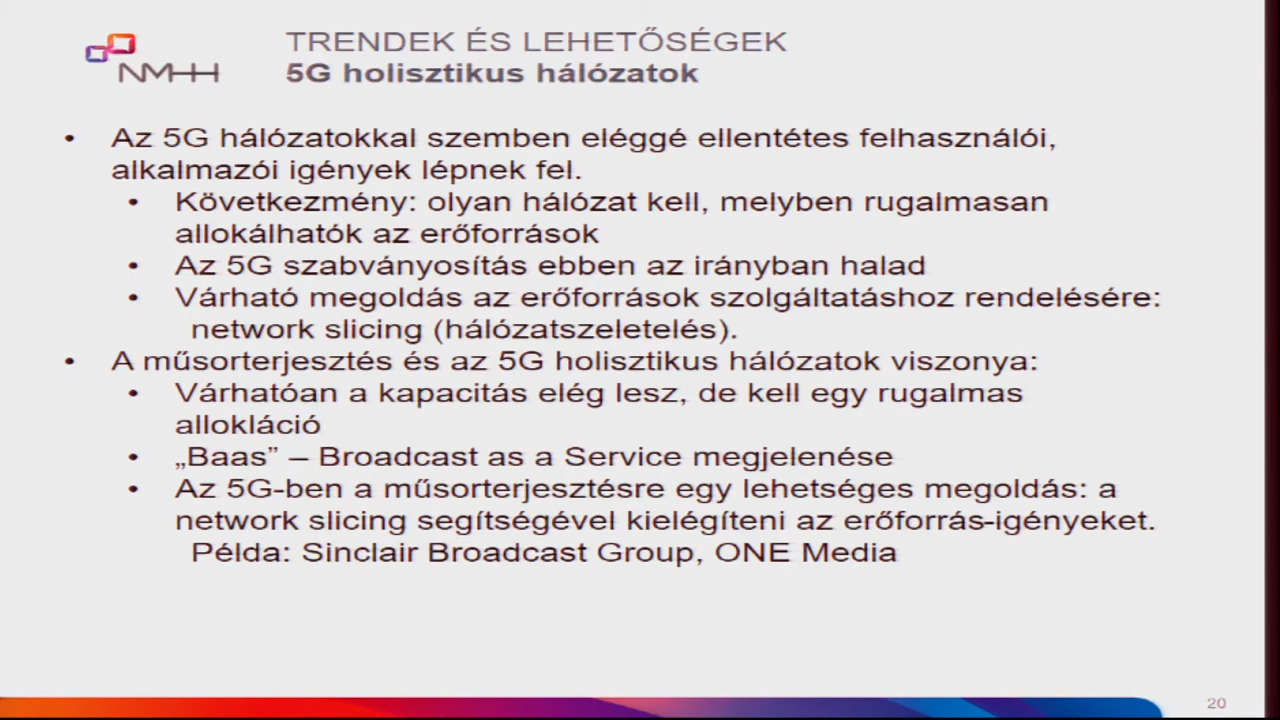 NMHH
TRENDEK ÉS LEHETŐSÉGEK
5G holisztikus hálózatok
• Az 5G hálózatokkal szemben eléggé ellentétes felhasználói,
alkalmazói igények lépnek fel.
• Következmény: olyan hálózat kell, melyben rugalmasan
allokálhatók az erőforrások
• Az 5G szabványosítás ebben az irányban halad
• Várható megoldás az erőforrások szolgáltatáshoz rendelésére:
network slicing (hálózatszeletelés).
• A műsorterjesztés és az 5G holisztikus hálózatok viszonya:
• Várhatóan a kapacitás elég lesz, de kell egy rugalmas
allokláció
• „Baas” – Broadcast as a Service megjelenése
• Az 5G-ben a műsorterjesztésre egy lehetséges megoldás: a
network slicing segítségével kielégíteni az erőforrás-igényeket.
Példa: Sinclair Broadcast Group, ONE Media
20